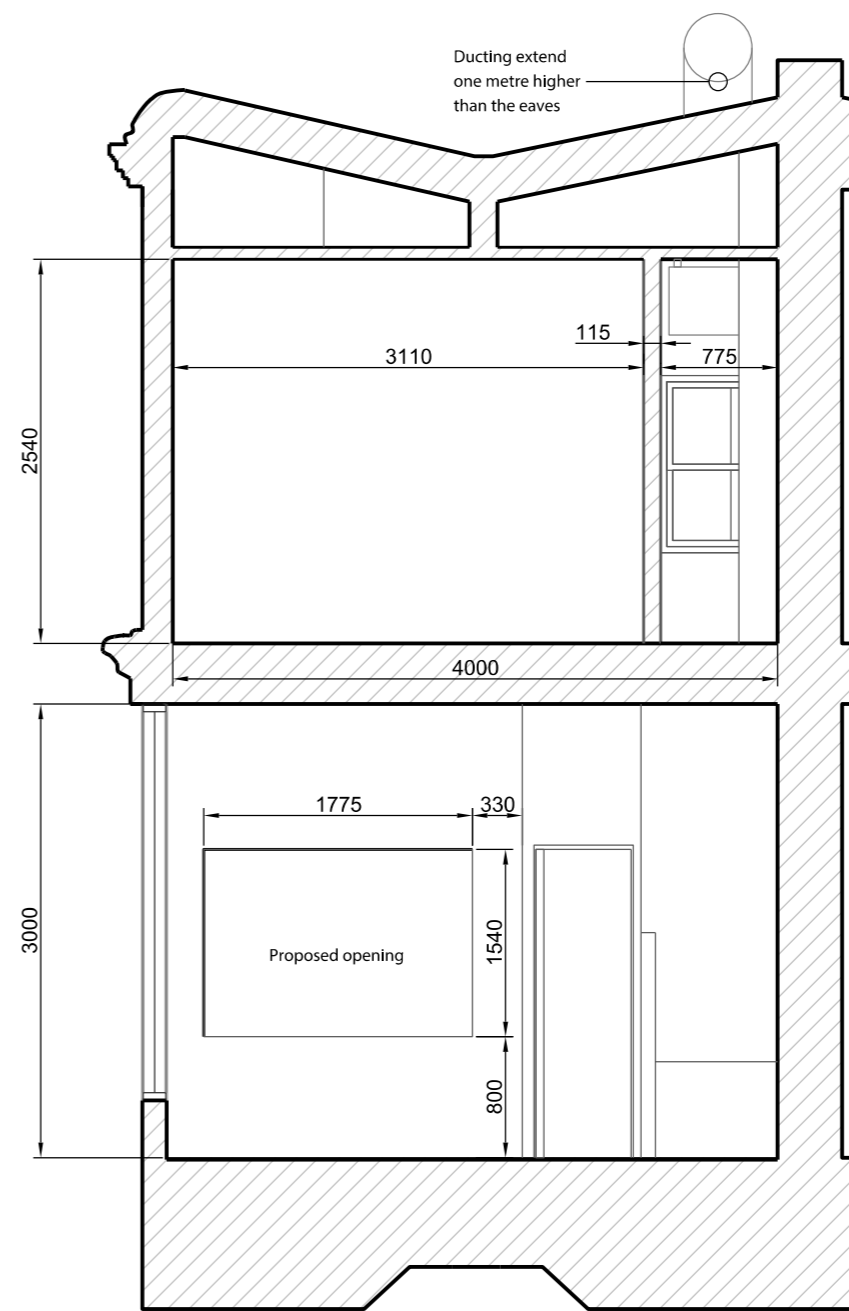 Ducting extend
one metre higher
than the eaves
115
3110
775
2540
4000
1775
330
3000
Proposed opening
1540
800